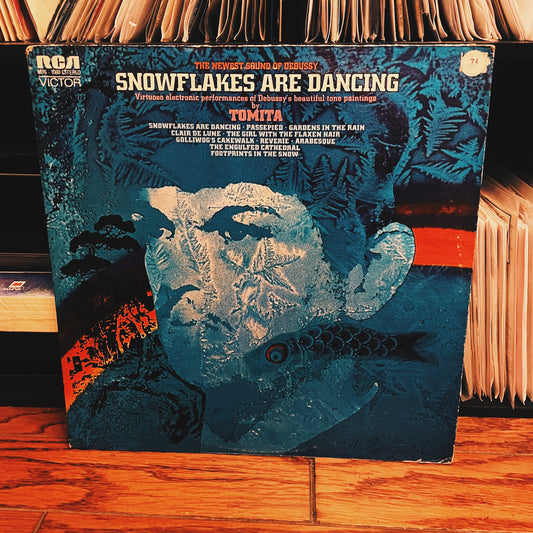 RCA
STEREO
VICTOR
74
THE NEWEST SOUND OF DEBUSSY
SNOWFLAKES ARE DANCING
Virtuoso electronic performances of Debussy's beautiful tone paintings
by
TOMITA
SNOWFLAKES ARE DANCING · PASSEPIED · GARDENS IN THE RAIN
CLAIR DE LUNE · THE GIRL WITH THE FLAXEN HAIR
GOLLIWOG'S CAKEWALK · REVERIE · ARABESQUE
THE ENGULFED CATHEDRAL
FOOTPRINTS IN THE SNOW